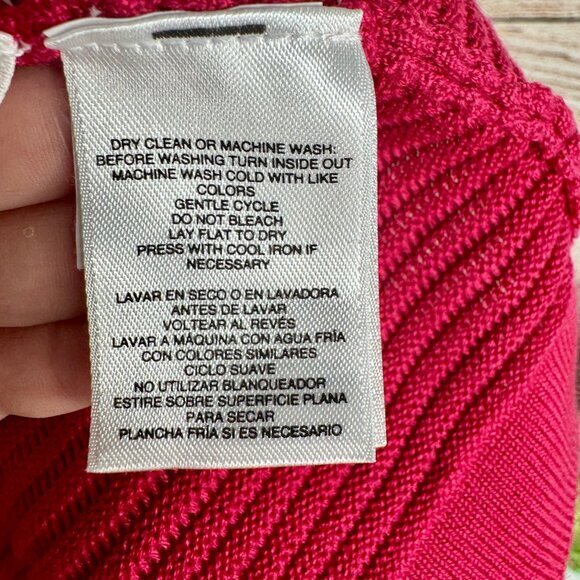 DRY CLEAN OR MACHINE WASH:
BEFORE WASHING TURN INSIDE OUT
MACHINE WASH COLD WITH LIKE
COLORS
GENTLE CYCLE
DO NOT BLEACH
LAY FLAT TO DRY
PRESS WITH COOL IRON IF
NECESSARY
LAVAR EN SECO O EN LAVADORA
ANTES DE LAVAR
VOLTEAR AL REVÉS
LAVAR A MÁQUINA CON AGUA FRÍA
CON COLORES SIMILARES
CICLO SUAVE
NO UTILIZAR BLANQUEADOR
ESTIRE SOBRE SUPERFICIE PLANA
PARA SECAR
PLANCHA FRÍA SI ES NECESARIO